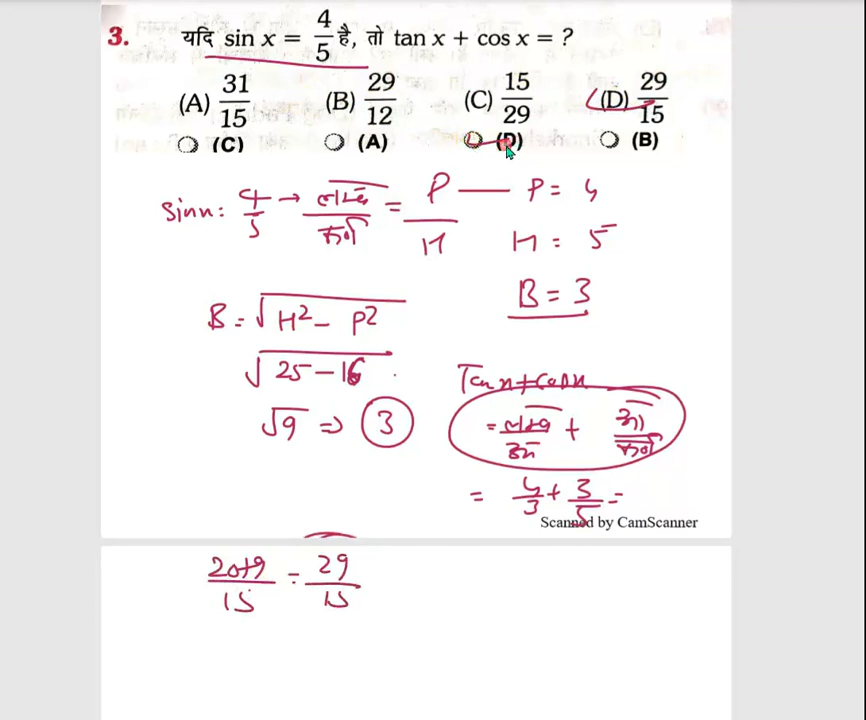 3. यदि sin x = 4/5 है, तो tan x + cos x = ?
(A) 31/15 (B) 29/12 (C) 15/29 (D) 29/15
(C) (A) (D) (B)
Sinx: 4/5 → लम्ब/कर्ण = P/H — P = 4
H = 5
B = 3
B = √H² - P²
√25 - 16
√9 ⇒ 3
Tan x + cos x
= लम्ब/आ + आ/कर्ण
= 4/3 + 3/5 =
Scanned by CamScanner
20+9/15 = 29/15